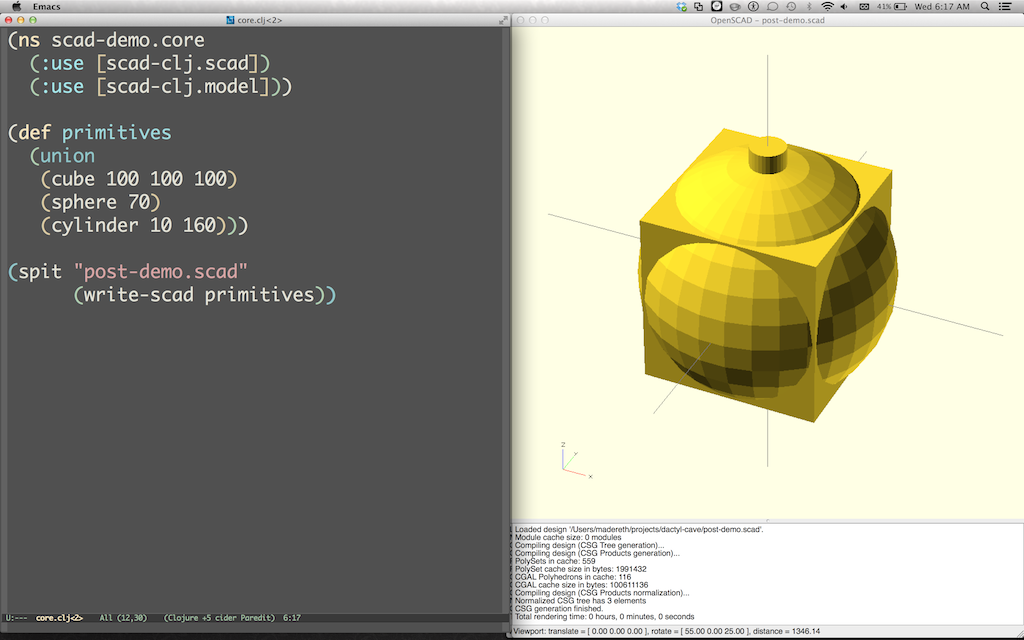 Emacs
41%
Wed 6:17 AM
core.clj<2>
(ns scad-demo.core
(:use [scad-clj.scad])
(:use [scad-clj.model]))
(def primitives
(union
(cube 100 100 100)
(sphere 70)
(cylinder 10 160)))
(spit "post-demo.scad"
(write-scad primitives))
U:--- core.clj<2> All (12,30) (Clojure +5 cider Paredit) 6:17
OpenSCAD - post-demo.scad
z
y
x
Loaded design '/Users/madereth/projects/dactyl-cave/post-demo.scad'.
Module cache size: 0 modules
Compiling design (CSG Tree generation)...
Compiling design (CSG Products generation)...
PolySets in cache: 559
PolySet cache size in bytes: 1991432
CGAL Polyhedrons in cache: 116
CGAL cache size in bytes: 100611136
Compiling design (CSG Products normalization)...
Normalized CSG tree has 3 elements
CSG generation finished.
Total rendering time: 0 hours, 0 minutes, 0 seconds
Viewport: translate = [ 0.00 0.00 0.00 ], rotate = [ 55.00 0.00 25.00 ], distance = 1346.14